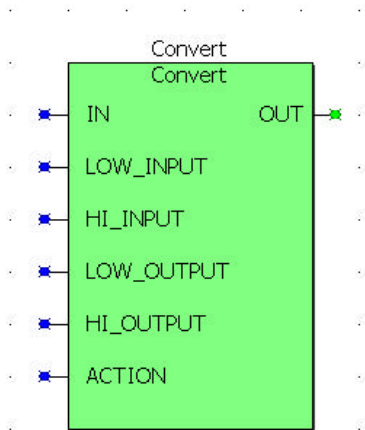 Convert
Convert
IN OUT
LOW_INPUT
HI_INPUT
LOW_OUTPUT
HI_OUTPUT
ACTION